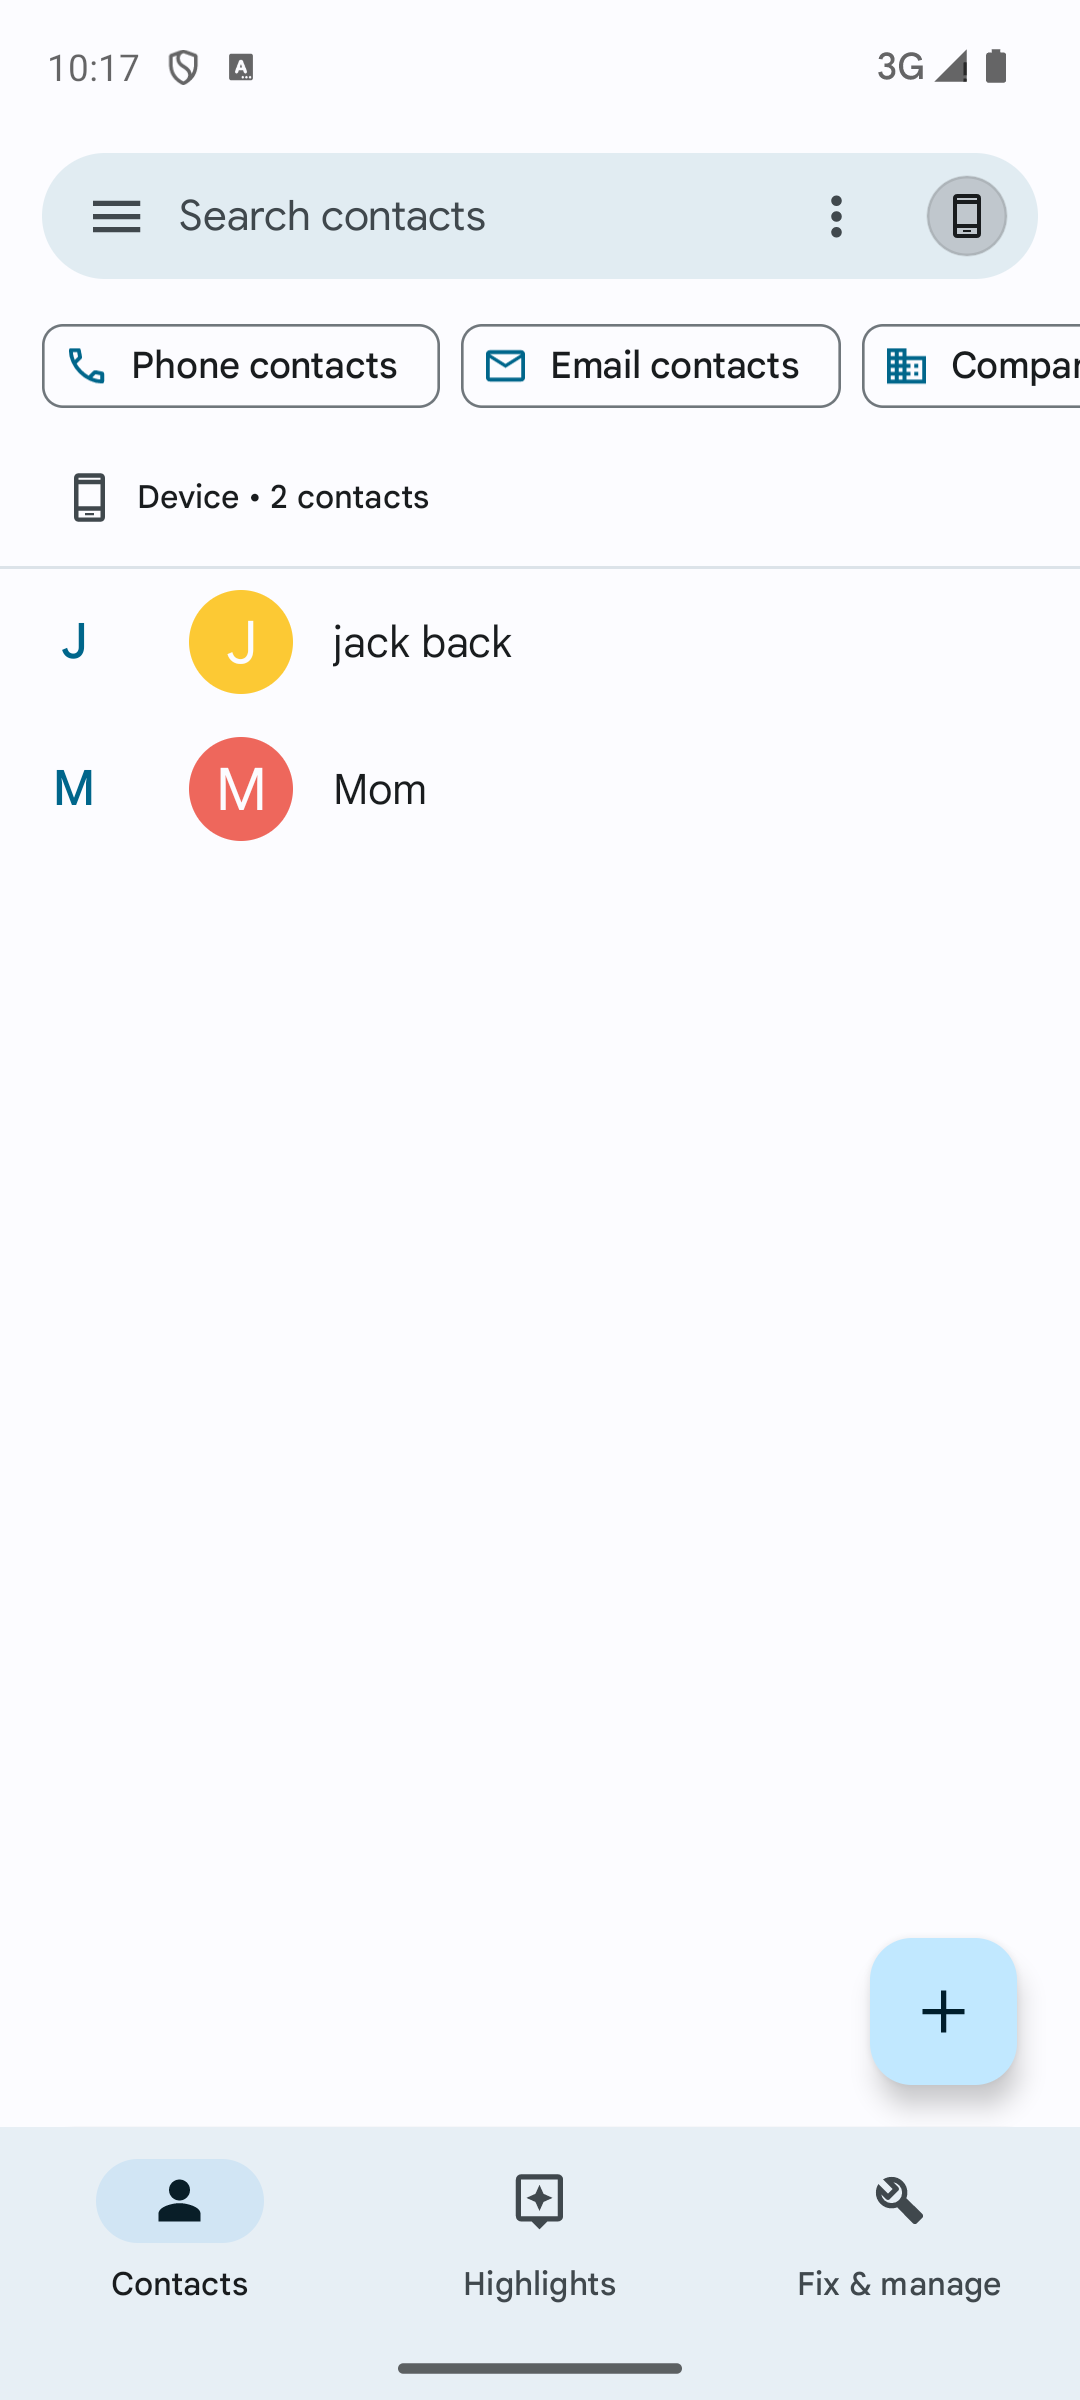 10:17
3G
Search contacts
Phone contacts
Email contacts
Compan
Device • 2 contacts
J
J
jack back
M
M
Mom
Contacts
Highlights
Fix & manage